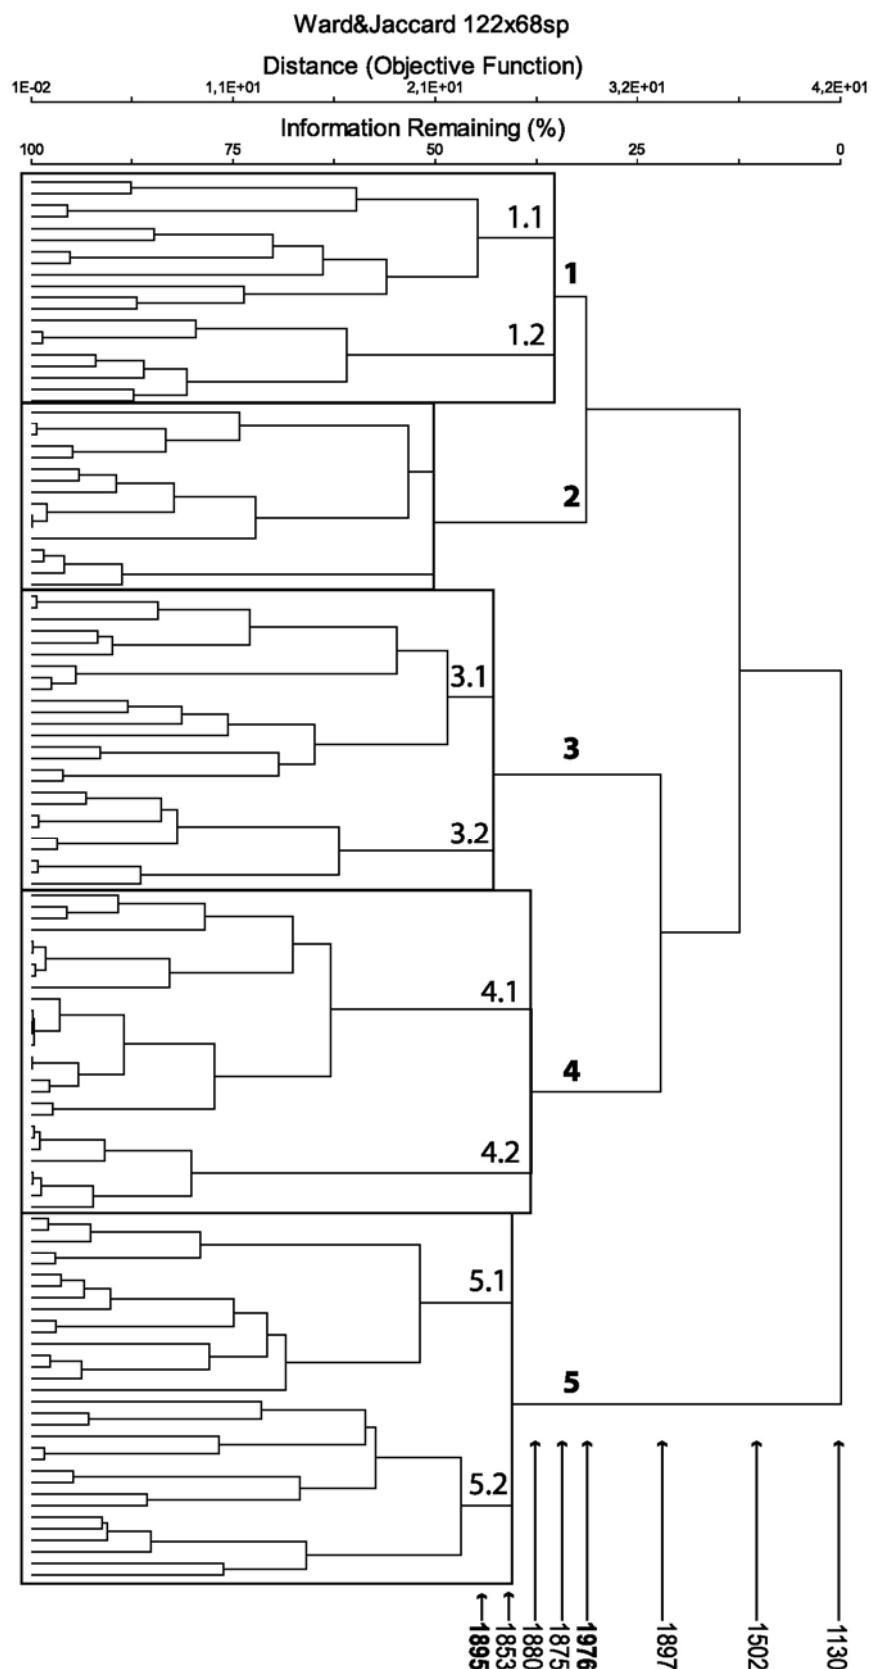 Ward&Jaccard 122x68sp
Distance (Objective Function)
1E-02 1,1E+01 2,1E+01 3,2E+01 4,2E+01
Information Remaining (%)
100 75 50 25 0
1.1
1
1.2
2
3.1
3
3.2
4.1
4
4.2
5.1
5
5.2
1895 1853 1880 1875 1976 1897 1502 1130